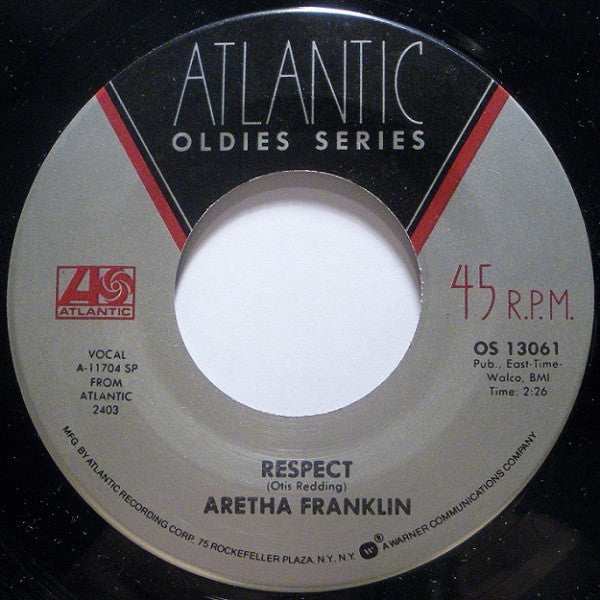 ATLANTIC
OLDIES SERIES
ATLANTIC
45 R.P.M.
VOCAL
A-11704 SP
FROM
ATLANTIC
2403
OS 13061
Pub., East-Time-
Walco, BMI
Time: 2:26
RESPECT
(Otis Redding)
ARETHA FRANKLIN
MFG. BY ATLANTIC RECORDING CORP. 75 ROCKEFELLER PLAZA, N.Y., N.Y. W ® A WARNER COMMUNICATIONS COMPANY